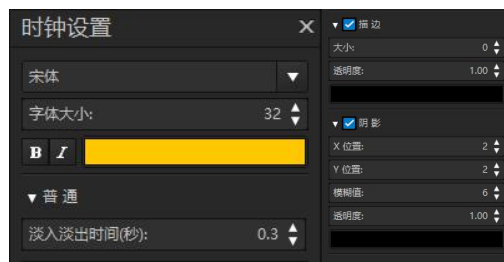 时钟设置 X
宋体
字体大小: 32
B I
普通
淡入淡出时间(秒): 0.3
描边
大小: 0
透明度: 1.00
阴影
X 位置: 2
Y 位置: 2
模糊值: 6
透明度: 1.00